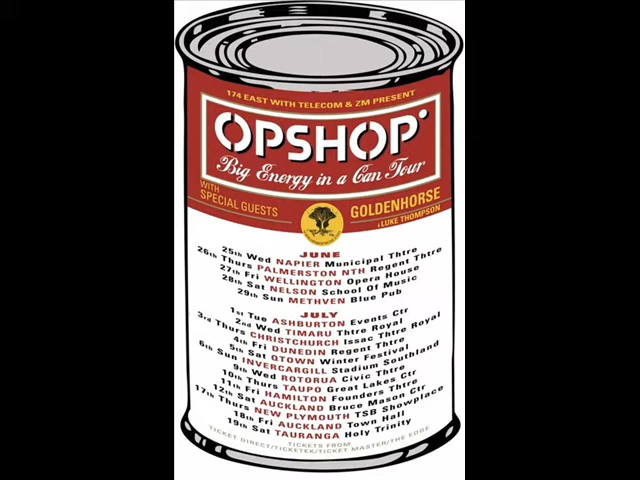 174 EAST WITH TELECOM & ZM PRESENT
OPSHOP
Big Energy in a Can Tour
WITH SPECIAL GUESTS
GOLDENHORSE
& LUKE THOMPSON
JUNE
25th Wed NAPIER Municipal Thtre
26th Thurs PALMERSTON NTH Regent Thtre
27th Fri WELLINGTON Opera House
28th Sat NELSON School Of Music
29th Sun METHVEN Blue Pub
JULY
1st Tue ASHBURTON Events Ctr
2nd Wed TIMARU Thtre Royal
3rd Thurs CHRISTCHURCH Issac Thtre Royal
4th Fri DUNEDIN Regent Thtre
5th Sat QTOWN Winter Festival
6th Sun INVERCARGILL Stadium Southland
9th Wed ROTORUA Civic Thtre
10th Thurs TAUPO Great Lakes Ctr
11th Fri HAMILTON Founders Thtre
12th Sat AUCKLAND Bruce Mason Ctr
17th Thurs NEW PLYMOUTH TSB Showplace
18th Fri AUCKLAND Town Hall
19th Sat TAURANGA Holy Trinity
TICKETS FROM
TICKET DIRECT/TICKETEK/TICKET MASTER/THE EDGE